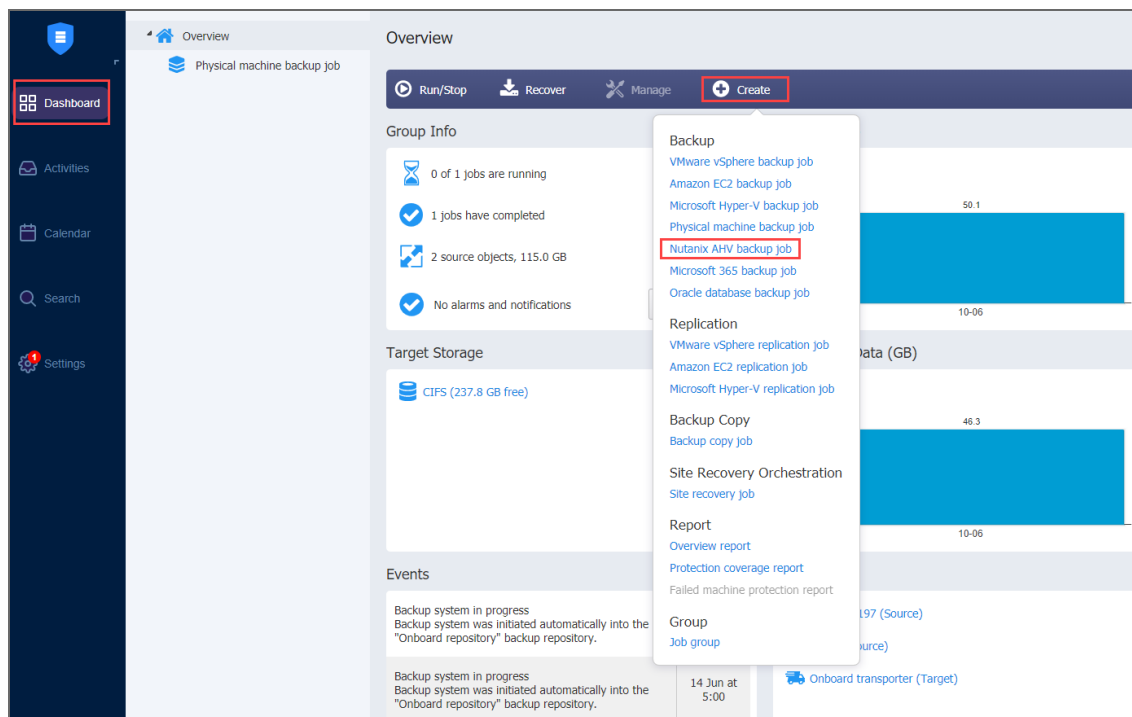 Dashboard
Activities
Calendar
Search
1
Settings
Overview
Physical machine backup job
Overview
Run/Stop
Recover
Manage
Create
Group Info
0 of 1 jobs are running
1 jobs have completed
2 source objects, 115.0 GB
No alarms and notifications
Target Storage
CIFS (237.8 GB free)
Events
Backup system in progress
Backup system was initiated automatically into the
"Onboard repository" backup repository.
Backup system in progress
Backup system was initiated automatically into the
"Onboard repository" backup repository.
14 Jun at
5:00
Backup
VMware vSphere backup job
Amazon EC2 backup job
Microsoft Hyper-V backup job
Physical machine backup job
Nutanix AHV backup job
Microsoft 365 backup job
Oracle database backup job
Replication
VMware vSphere replication job
Amazon EC2 replication job
Microsoft Hyper-V replication job
Backup Copy
Backup copy job
Site Recovery Orchestration
Site recovery job
Report
Overview report
Protection coverage report
Failed machine protection report
Group
Job group
50.1
10-06
Data (GB)
46.3
10-06
197 (Source)
Onboard transporter (Target)